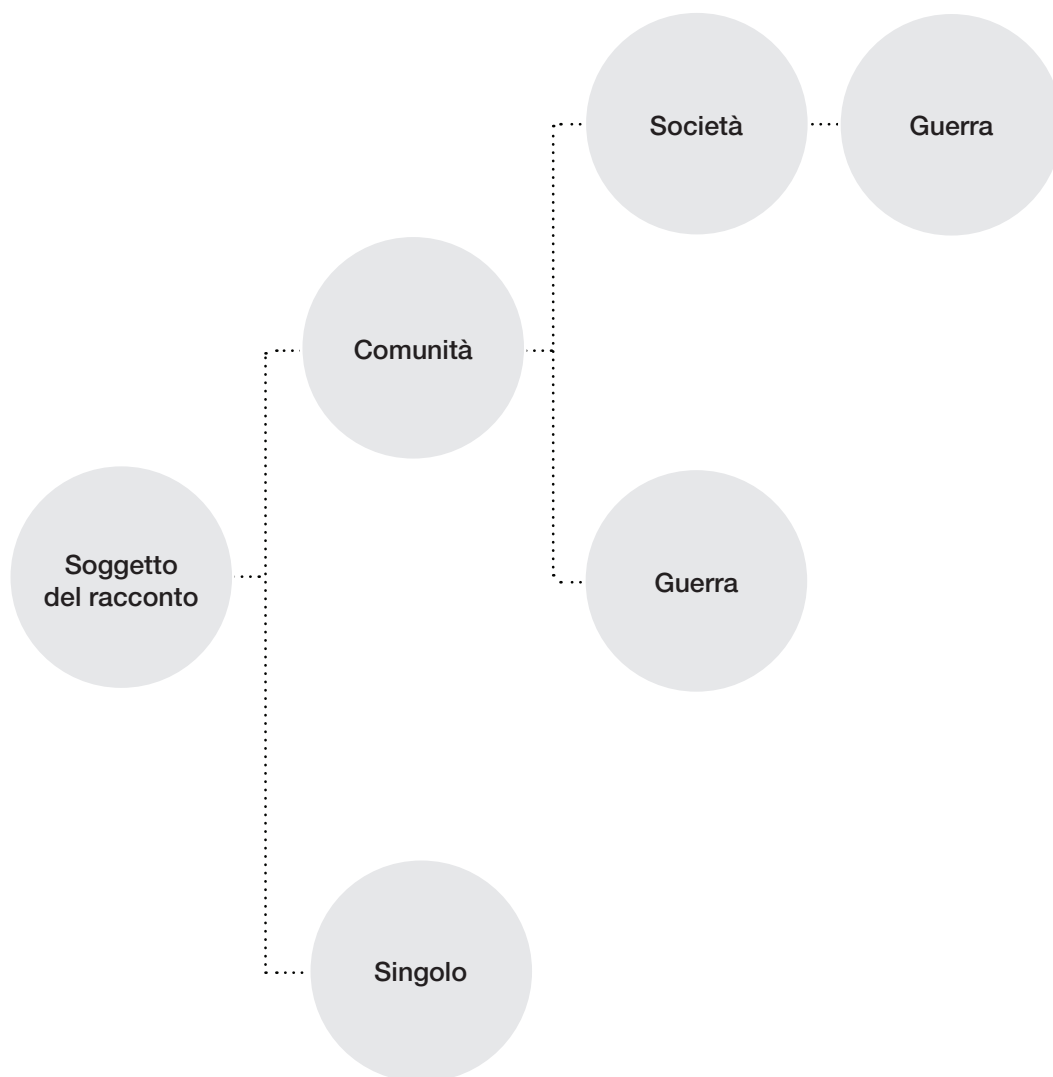 Società
Guerra
Comunità
Soggetto
del racconto
Guerra
Singolo